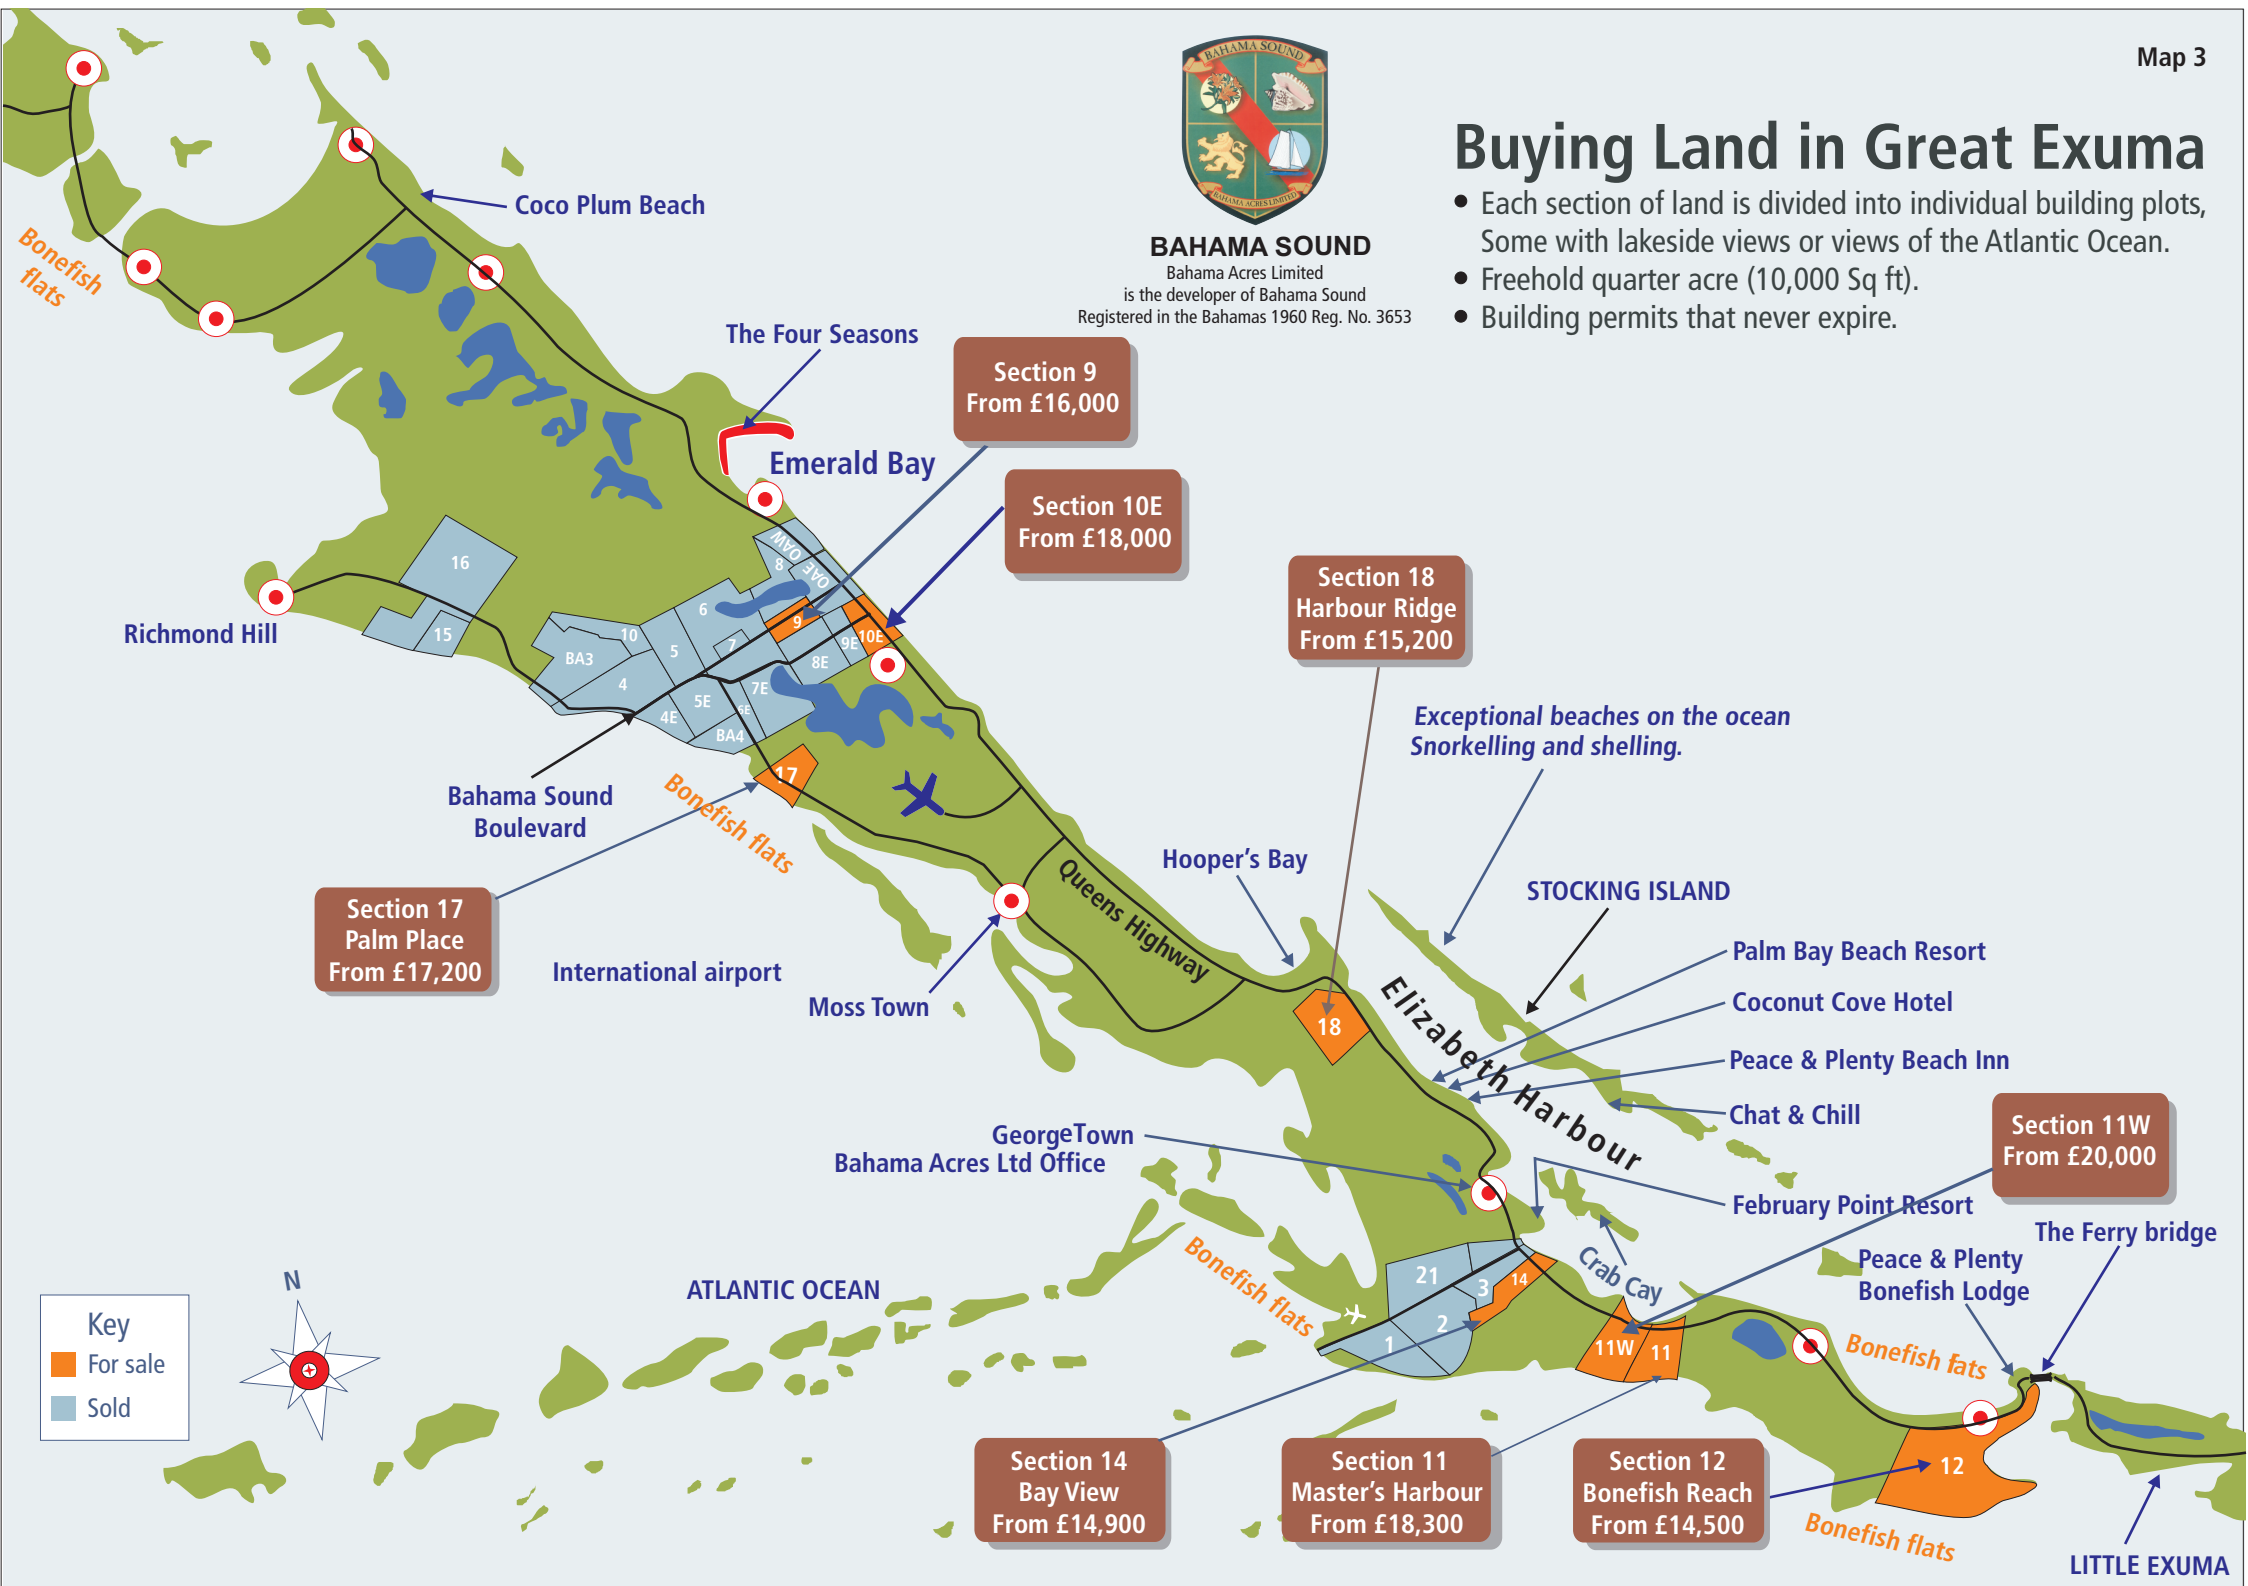 Map 3
BAHAMA SOUND
BAHAMA ACRES LIMITED
BAHAMA SOUND
Bahama Acres Limited
is the developer of Bahama Sound
Registered in the Bahamas 1960 Reg. No. 3653
Buying Land in Great Exuma
• Each section of land is divided into individual building plots,
Some with lakeside views or views of the Atlantic Ocean.
• Freehold quarter acre (10,000 Sq ft).
• Building permits that never expire.
Coco Plum Beach
Bonefish
flats
The Four Seasons
Section 9
From £16,000
Emerald Bay
Section 10E
From £18,000
Section 18
Harbour Ridge
From £15,200
OAW
8
OAE
16
6
9
10E
9E
15
10
7
5
BA3
8E
4
7E
5E
6E
4E
BA4
17
Richmond Hill
Bahama Sound
Boulevard
Bonefish flats
Exceptional beaches on the ocean
Snorkelling and shelling.
Hooper's Bay
Queens Highway
STOCKING ISLAND
Section 17
Palm Place
From £17,200
International airport
Moss Town
18
Elizabeth Harbour
Palm Bay Beach Resort
Coconut Cove Hotel
Peace & Plenty Beach Inn
Chat & Chill
GeorgeTown
Bahama Acres Ltd Office
Section 11W
From £20,000
February Point Resort
The Ferry bridge
Peace & Plenty
Bonefish Lodge
Crab Cay
Bonefish flats
ATLANTIC OCEAN
21
3
14
2
1
11W
11
Bonefish fats
12
N
Key
For sale
Sold
Section 14
Bay View
From £14,900
Section 11
Master's Harbour
From £18,300
Section 12
Bonefish Reach
From £14,500
Bonefish flats
LITTLE EXUMA